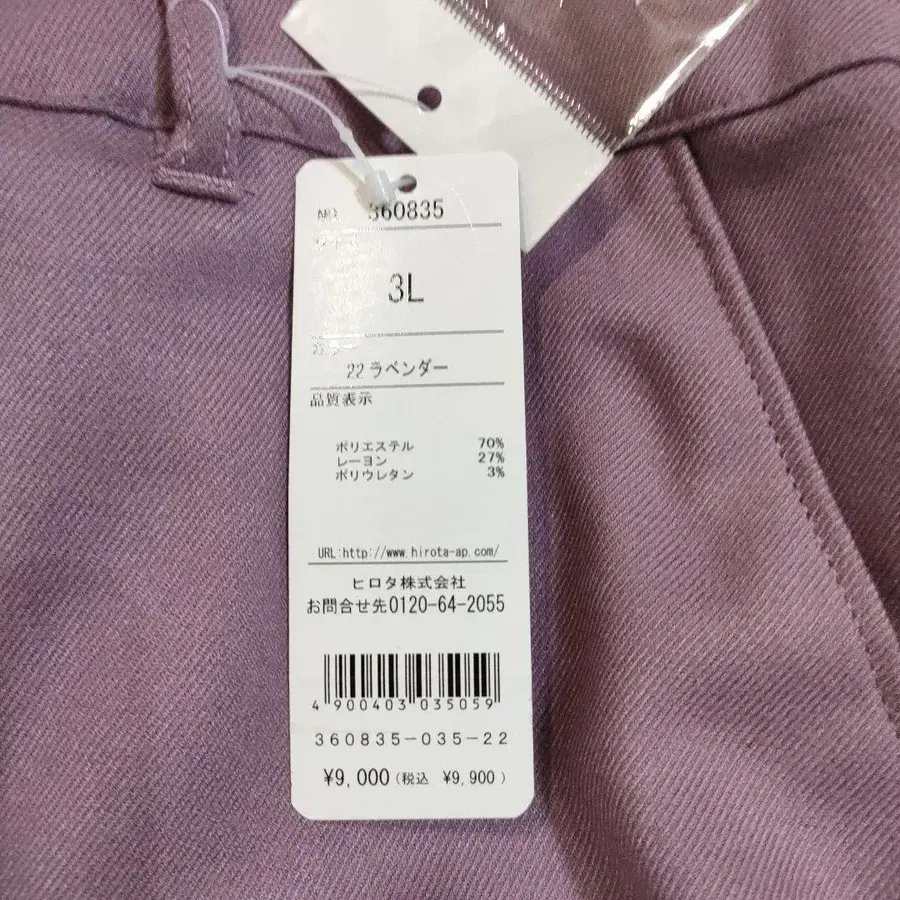 360835
3L
22ラベンダー
品質表示
ポリエステル 70%
レーヨン 27%
ポリウレタン 3%
URL:http://www.hirota-ap.com/
ヒロタ株式会社
お問合せ先0120-64-2055
4 900403 035059
360835-035-22
¥9,000(税込 ¥9,900)